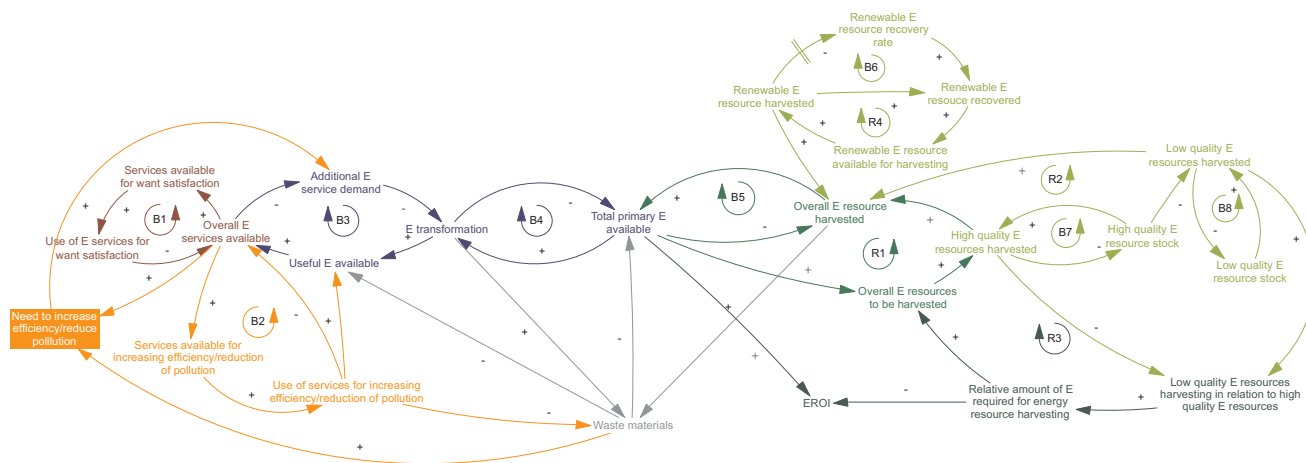 Renewable E
resource recovery
rate
-
+
B6
Renewable E
resource harvested
Renewable E
resouce recovered
+
R4
+
+
+
Renewable E resource
available for harvesting
Low quality E
resources harvested
Services available
for want satisfaction
Additional E
service demand
+
R2
+
B5
+
B1
+
+
-
B3
-
-
B4
Total primary E
available
Overall E resource
harvested
-
-
+
B8
Overall E
services available
E transformation
-
+
High quality E
resources harvested
B7
-
High quality E
resource stock
Use of E services for
want satisfaction
-
+
+
+
R1
Useful E available
+
+
Low quality E
resource stock
-
+
Overall E resources
to be harvested
+
Need to increase
efficiency/reduce
polllution
+
B2
+
+
+
-
+
R3
-
+
Services available for
increasing efficiency/reduction
of pollution
-
-
-
+
+
Use of services for increasing
efficiency/reduction of pollution
-
EROI
-
Relative amount of E
required for energy
resource harvesting
+
Low quality E resources
harvesting in relation to high
quality E resources
+
-
Waste materials
+